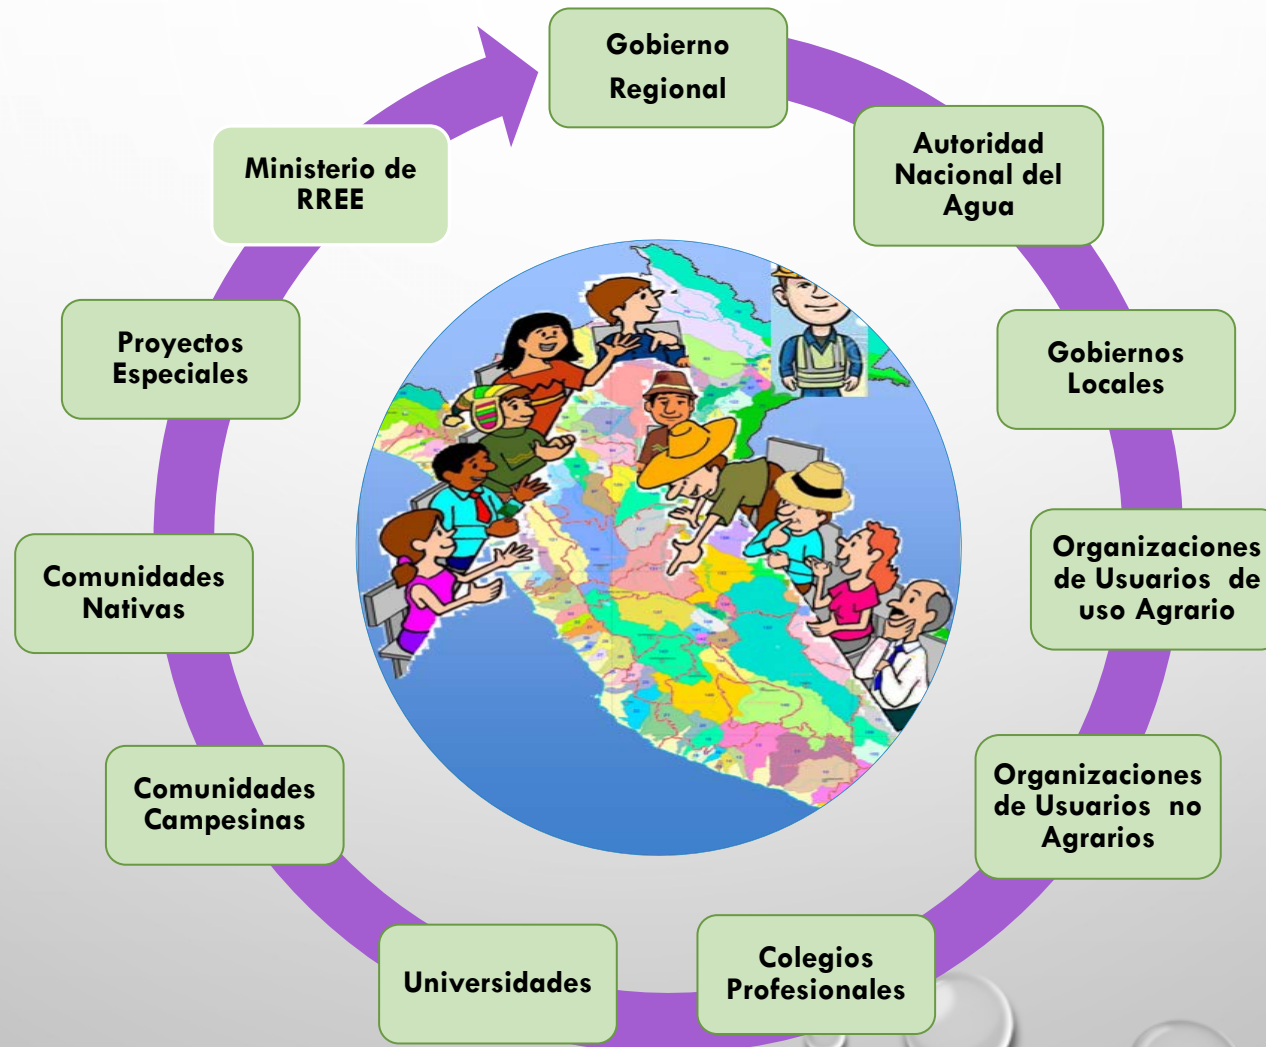 Gobierno
Regional
Autoridad
Nacional del
Agua
Gobiernos
Locales
Organizaciones
de Usuarios de
uso Agrario
Organizaciones
de Usuarios no
Agrarios
Colegios
Profesionales
Universidades
Comunidades
Campesinas
Comunidades
Nativas
Proyectos
Especiales
Ministerio de
RREE